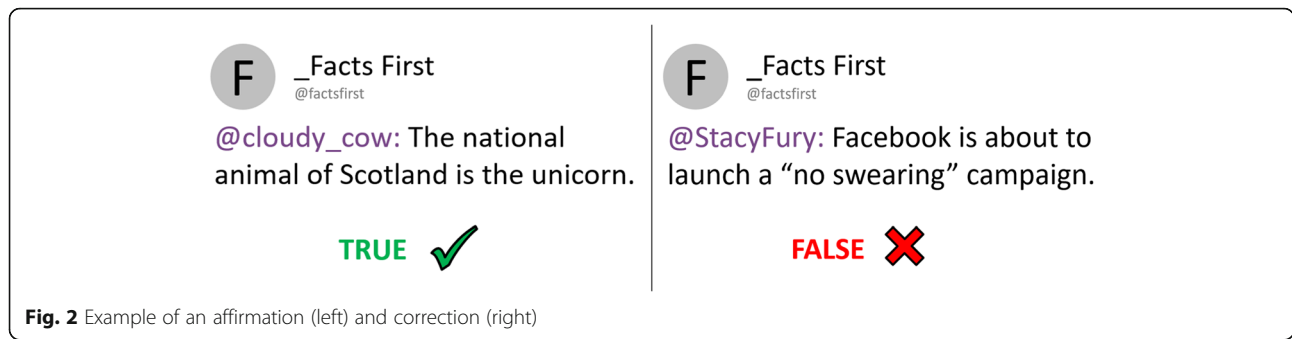 F
_Facts First
@factsfirst
@cloudy_cow: The national
animal of Scotland is the unicorn.
TRUE
F
_Facts First
@factsfirst
@StacyFury: Facebook is about to
launch a “no swearing” campaign.
FALSE
Fig. 2 Example of an affirmation (left) and correction (right)